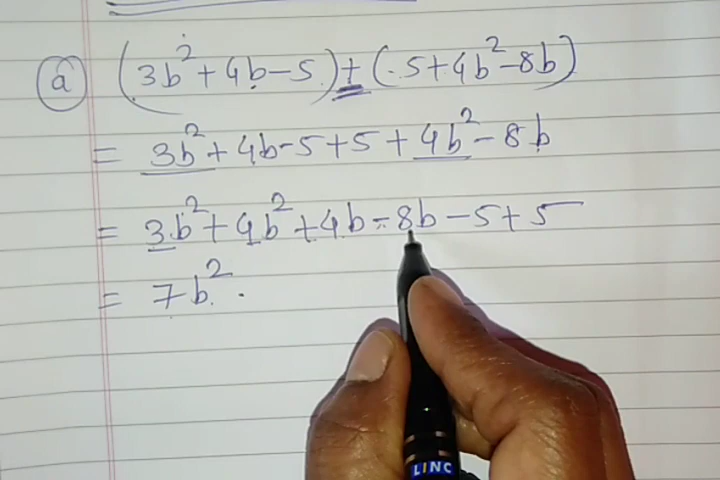 a (3b² + 4b - 5) + (5 + 4b² - 8b)
= 3b² + 4b - 5 + 5 + 4b² - 8b
= 3b² + 4b² + 4b - 8b - 5 + 5
= 7b²
LINC